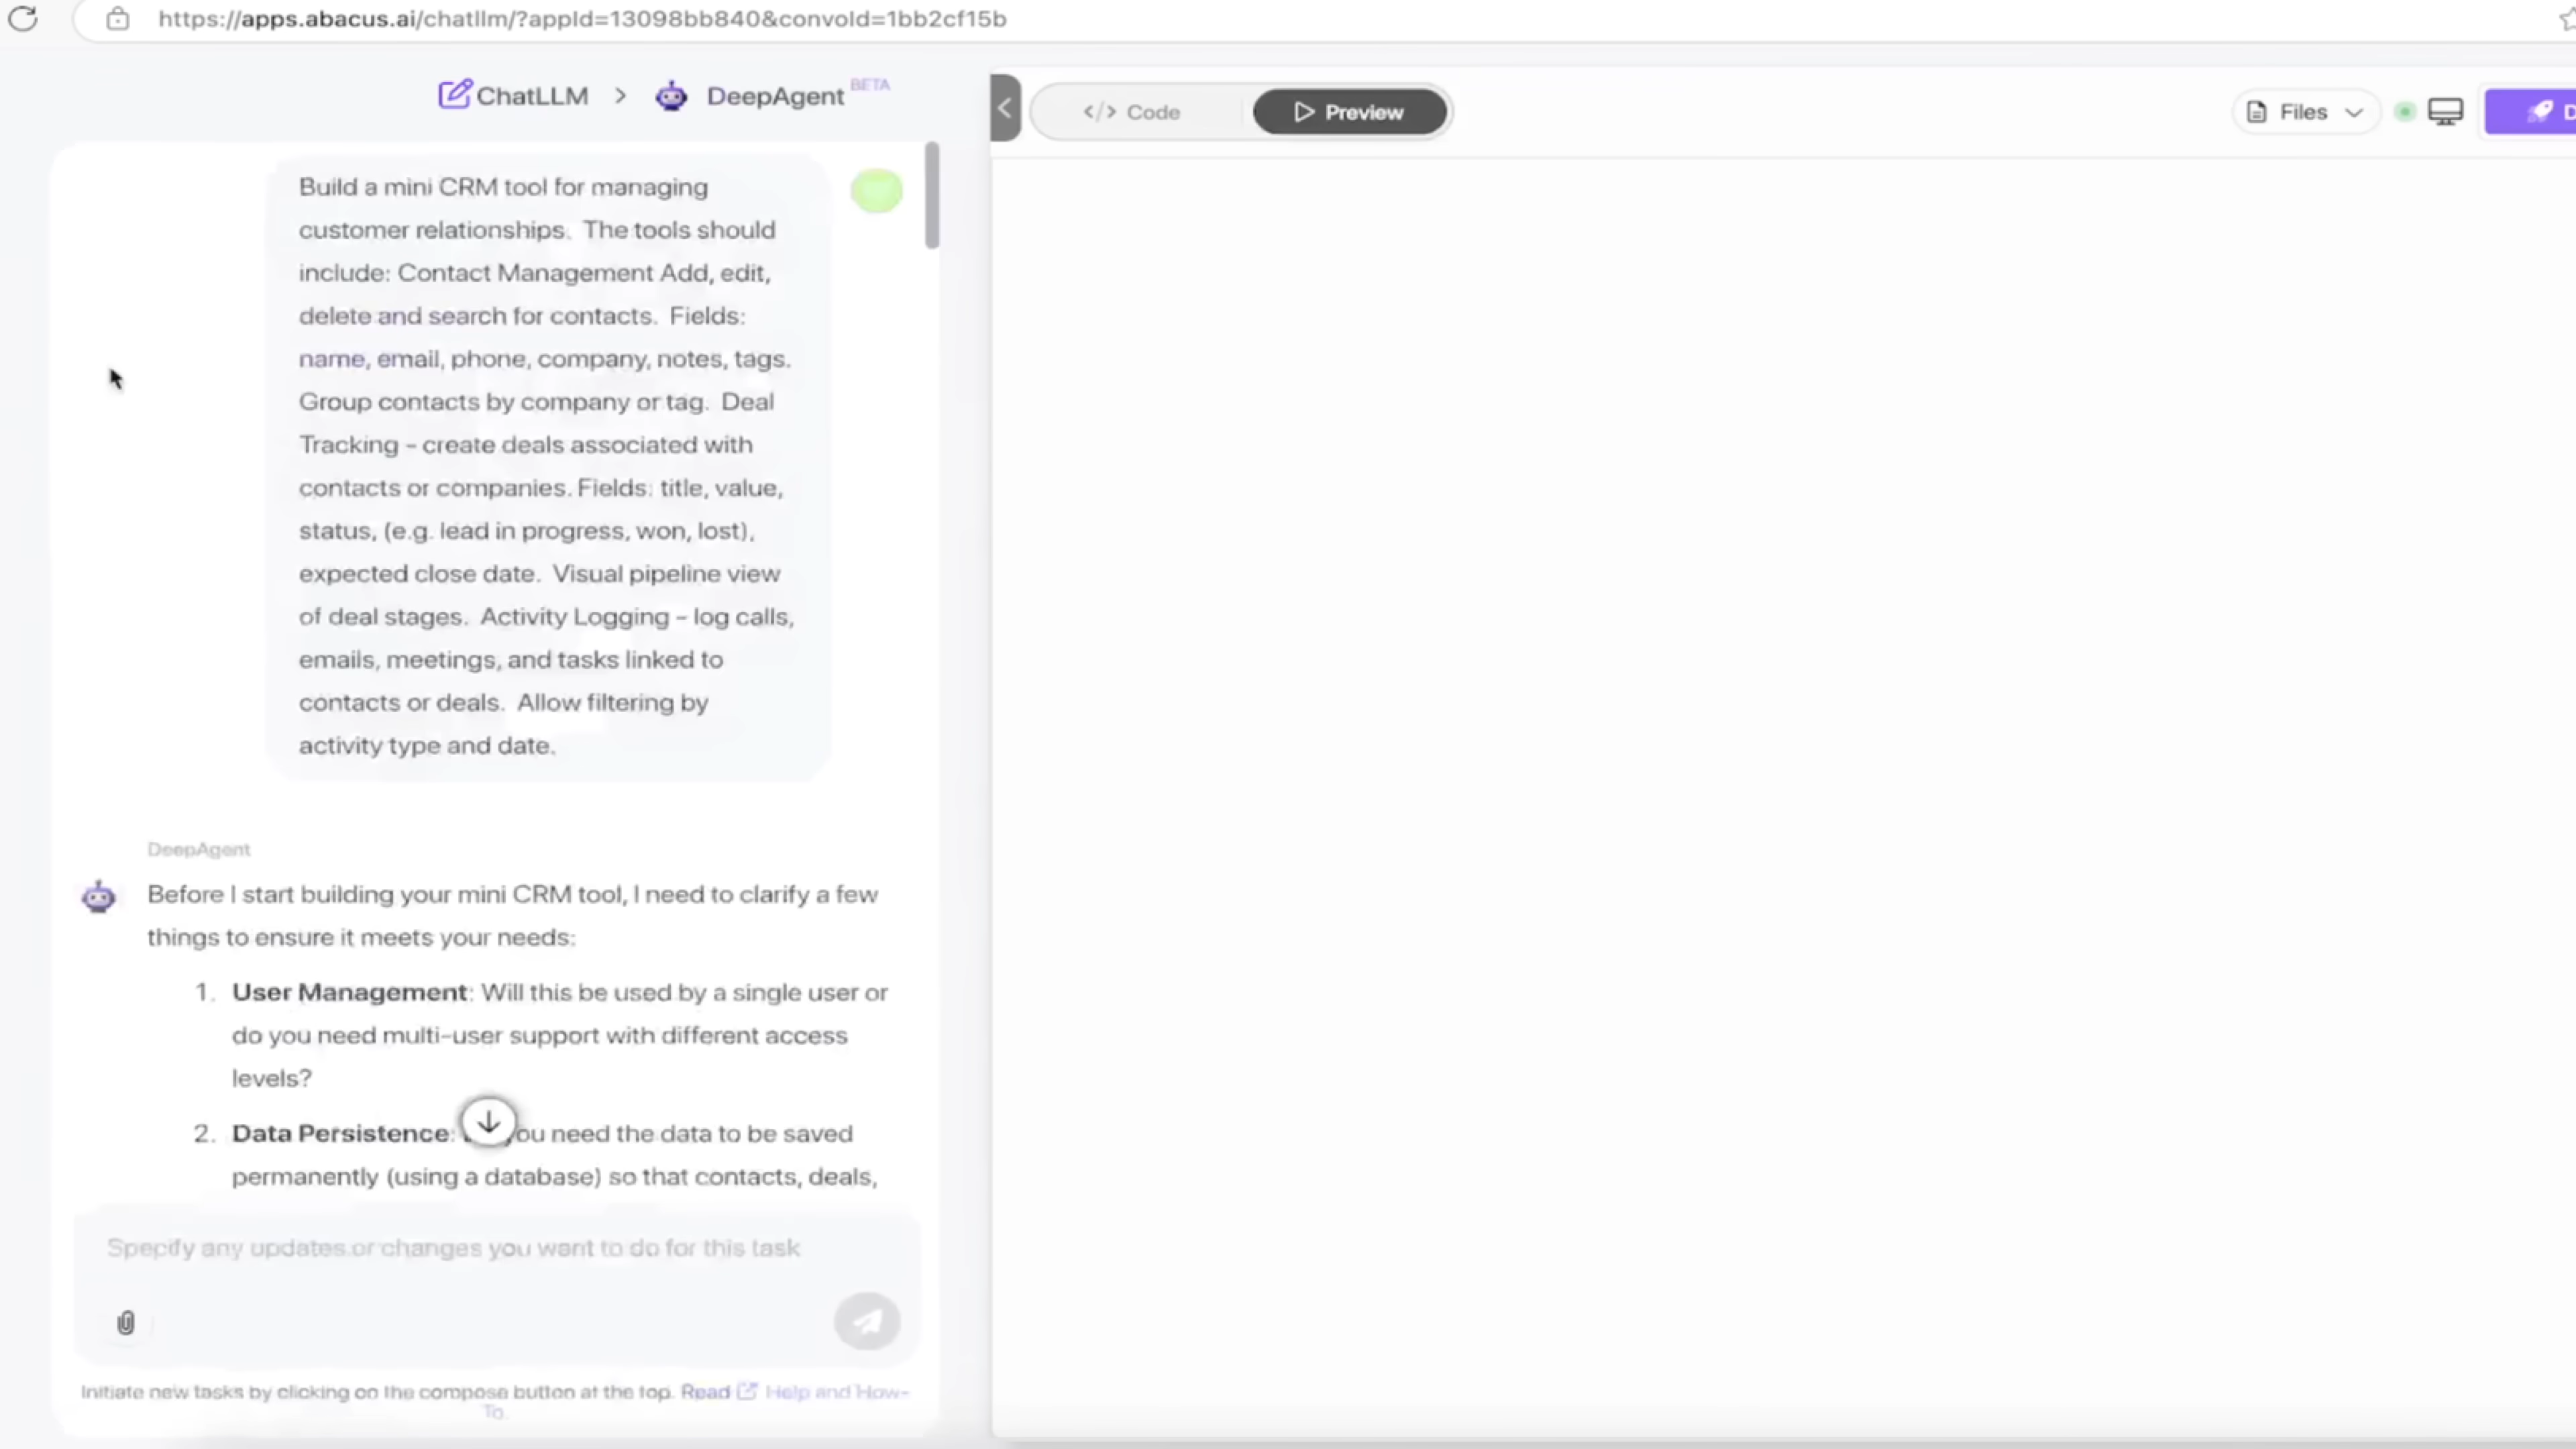 https://apps.abacus.ai/chatllm/?appId=13098bb840&convoId=1bb2cf15b
ChatLLM > DeepAgent BETA
</> Code
Preview
Files
D
Build a mini CRM tool for managing
customer relationships. The tools should
include: Contact Management Add, edit,
delete and search for contacts. Fields:
name, email, phone, company, notes, tags.
Group contacts by company or tag. Deal
Tracking - create deals associated with
contacts or companies. Fields: title, value,
status, (e.g. lead in progress, won, lost),
expected close date. Visual pipeline view
of deal stages. Activity Logging - log calls,
emails, meetings, and tasks linked to
contacts or deals. Allow filtering by
activity type and date.
DeepAgent
Before I start building your mini CRM tool, I need to clarify a few
things to ensure it meets your needs:
1. User Management: Will this be used by a single user or
do you need multi-user support with different access
levels?
2. Data Persistence: you need the data to be saved
permanently (using a database) so that contacts, deals,
Specify any updates or changes you want to do for this task
Initiate new tasks by clicking on the compose button at the top. Read Help and How-
To.